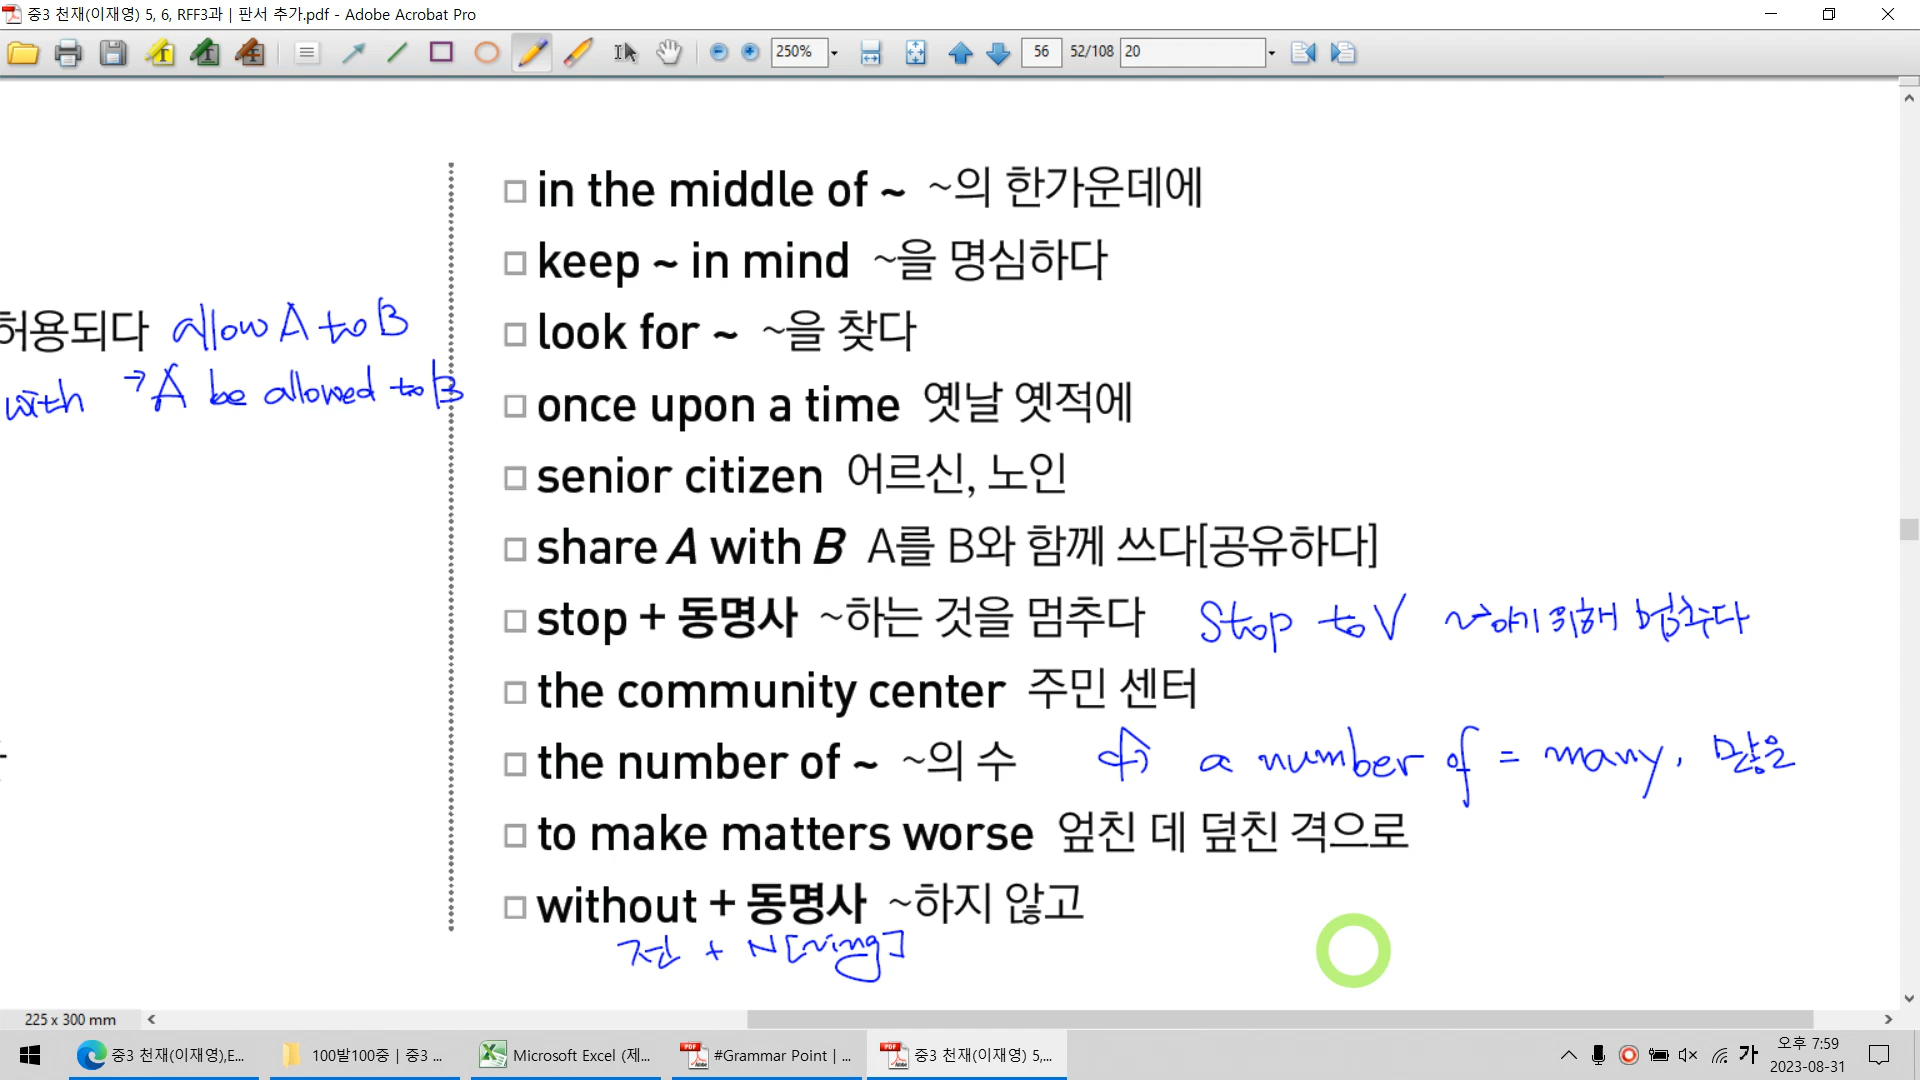 중3 천재(이재영) 5, 6, RFF3과 | 판서 추가.pdf - Adobe Acrobat Pro
250% 56 52/108 20
허용되다 allow A to B
with → A be allowed to B
□ in the middle of ~ ~의 한가운데에
□ keep ~ in mind ~을 명심하다
□ look for ~ ~을 찾다
□ once upon a time 옛날 옛적에
□ senior citizen 어르신, 노인
□ share A with B A를 B와 함께 쓰다[공유하다]
□ stop + 동명사 ~하는 것을 멈추다 Stop to V ~하기 위해 멈추다
□ the community center 주민 센터
□ the number of ~ ~의 수 cf) a number of = many, 많은
□ to make matters worse 엎친 데 덮친 격으로
□ without + 동명사 ~하지 않고
전 + N[ving]
225 x 300 mm
중3 천재(이재영),E... 100발100중 | 중3 ... Microsoft Excel (제... #Grammar Point | ... 중3 천재(이재영) 5,... 가 오후 7:59
2023-08-31